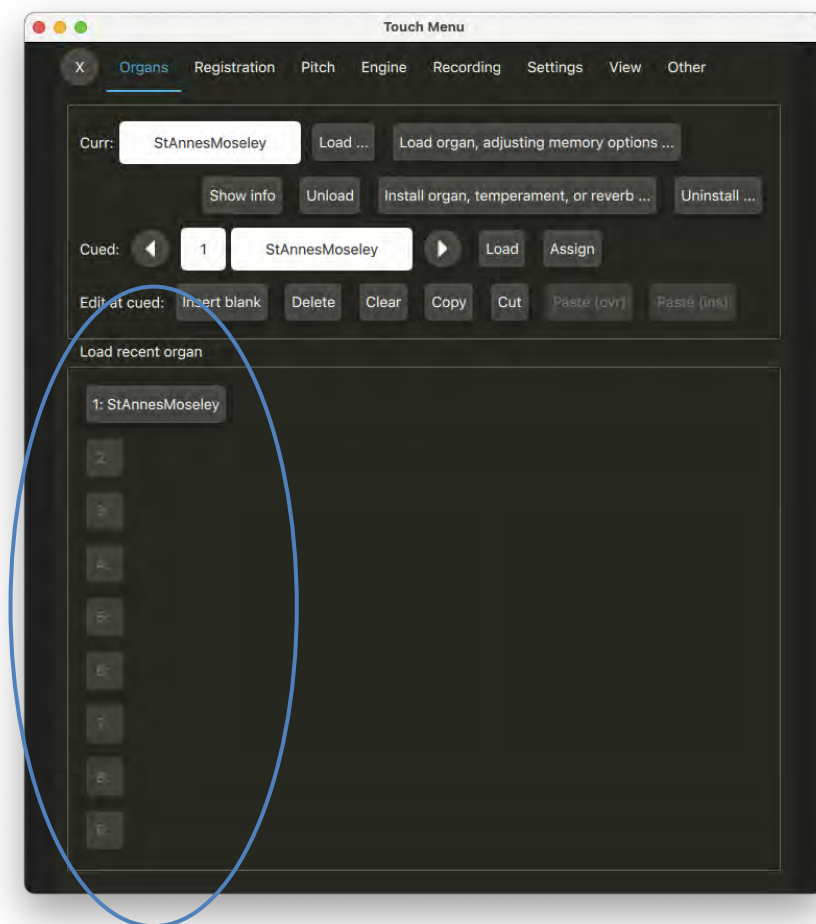 Touch Menu
X Organs Registration Pitch Engine Recording Settings View Other
Curr: StAnnesMoseley Load ... Load organ, adjusting memory options ...
Show info Unload Install organ, temperament, or reverb ... Uninstall ...
Cued: 1 StAnnesMoseley Load Assign
Edit at cued: Insert blank Delete Clear Copy Cut Paste (ovr) Paste (ins)
Load recent organ
1: StAnnesMoseley
2:
3:
4:
5:
6:
7:
8: